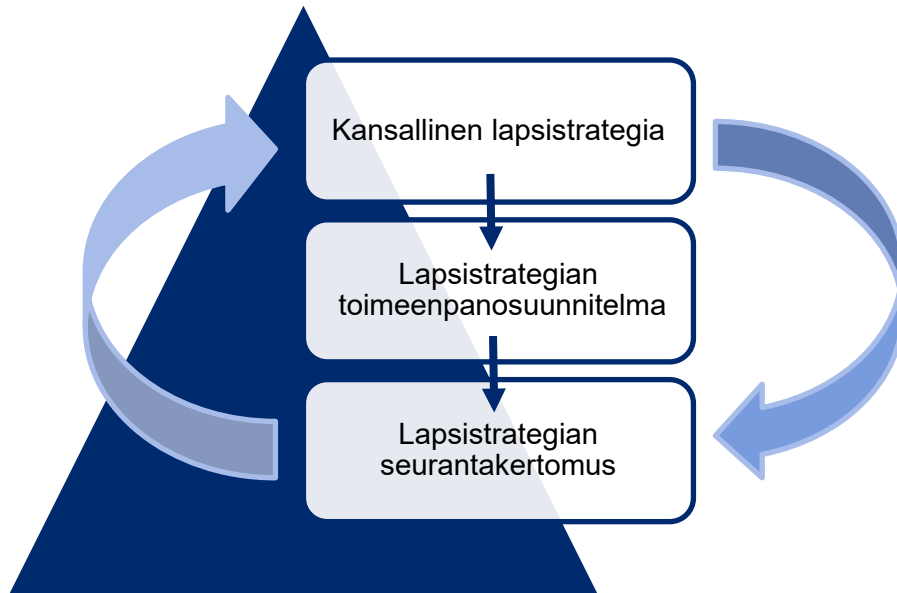 Kansallinen lapsistrategia
Lapsistrategian
toimeenpanosuunnitelma
Lapsistrategian
seurantakertomus